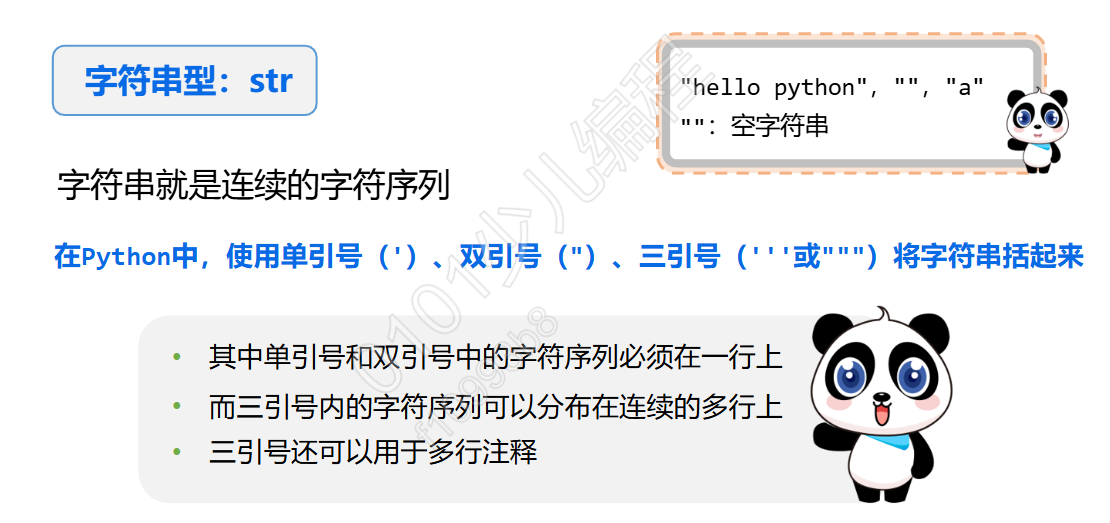 字符串型：str
"hello python"，""，"a"
""：空字符串
字符串就是连续的字符序列
在Python中，使用单引号（'）、双引号（"）、三引号（'''或"""）将字符串括起来
• 其中单引号和双引号中的字符序列必须在一行上
• 而三引号内的字符序列可以分布在连续的多行上
• 三引号还可以用于多行注释
0101少儿编程